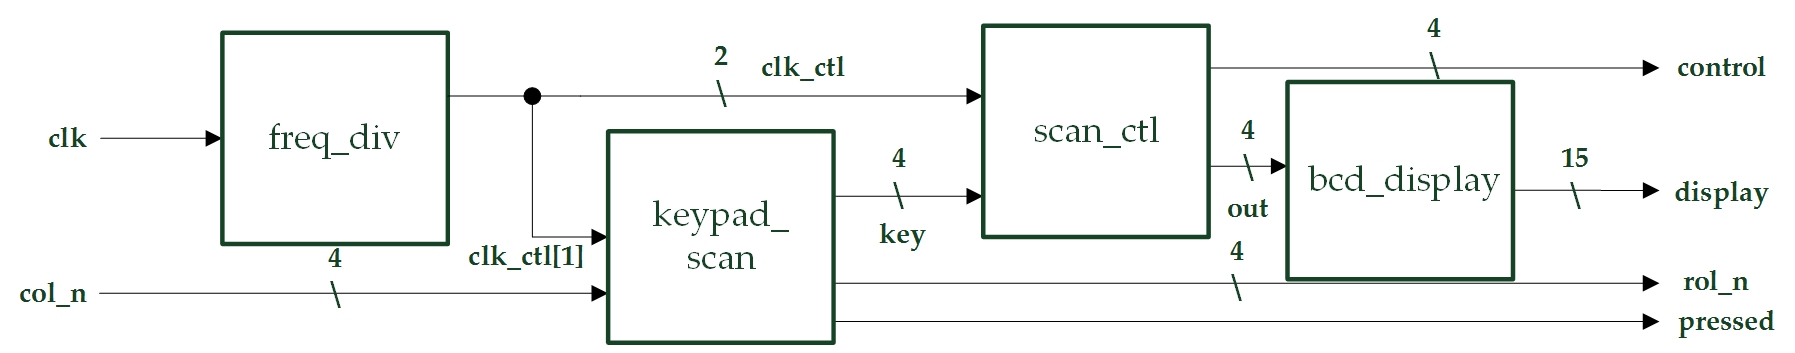 4
2
clk_ctl
control
clk
freq_div
scan_ctl
4
4
15
bcd_display
display
keypad_
scan
key
out
clk_ctl[1]
4
4
col_n
rol_n
pressed